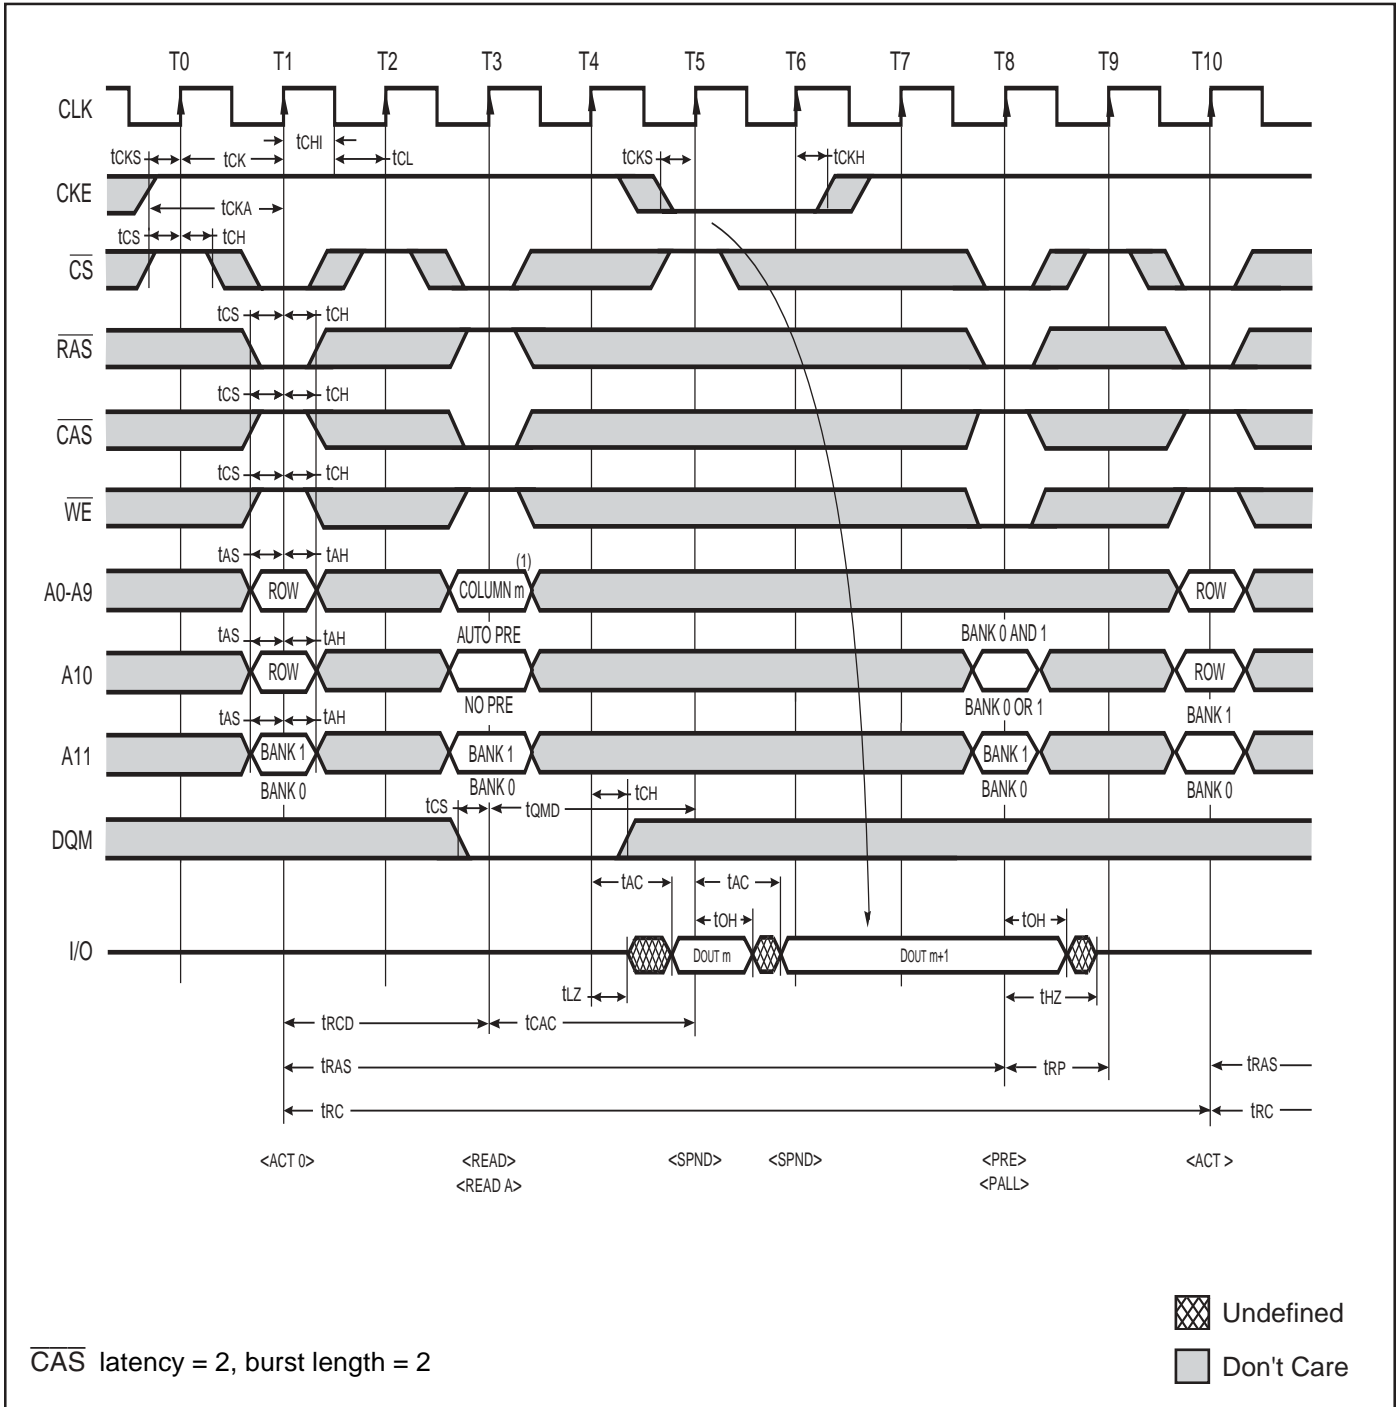 T0 T1 T2 T3 T4 T5 T6 T7 T8 T9 T10
CLK
tCHI
tCKS tCK tCL tCKS tCKH
CKE
tCKA
tCS tCH
CS
tCS tCH
RAS
tCS tCH
CAS
tCS tCH
WE
tAS tAH (1)
A0-A9 ROW COLUMN m ROW
tAS tAH AUTO PRE BANK 0 AND 1
A10 ROW ROW
NO PRE BANK 0 OR 1
tAS tAH BANK 1
A11 BANK 1 BANK 1 BANK 1
BANK 0 BANK 0 BANK 0 BANK 0
tCS tQMD tCH
DQM
tAC tAC
tOH tOH
I/O DOUT m DOUT m+1
tLZ tHZ
tRCD tCAC
tRAS tRP tRAS
tRC tRC
<ACT 0> <READ> <SPND> <SPND> <PRE> <ACT >
<READ A> <PALL>
Undefined
CAS latency = 2, burst length = 2
Don't Care